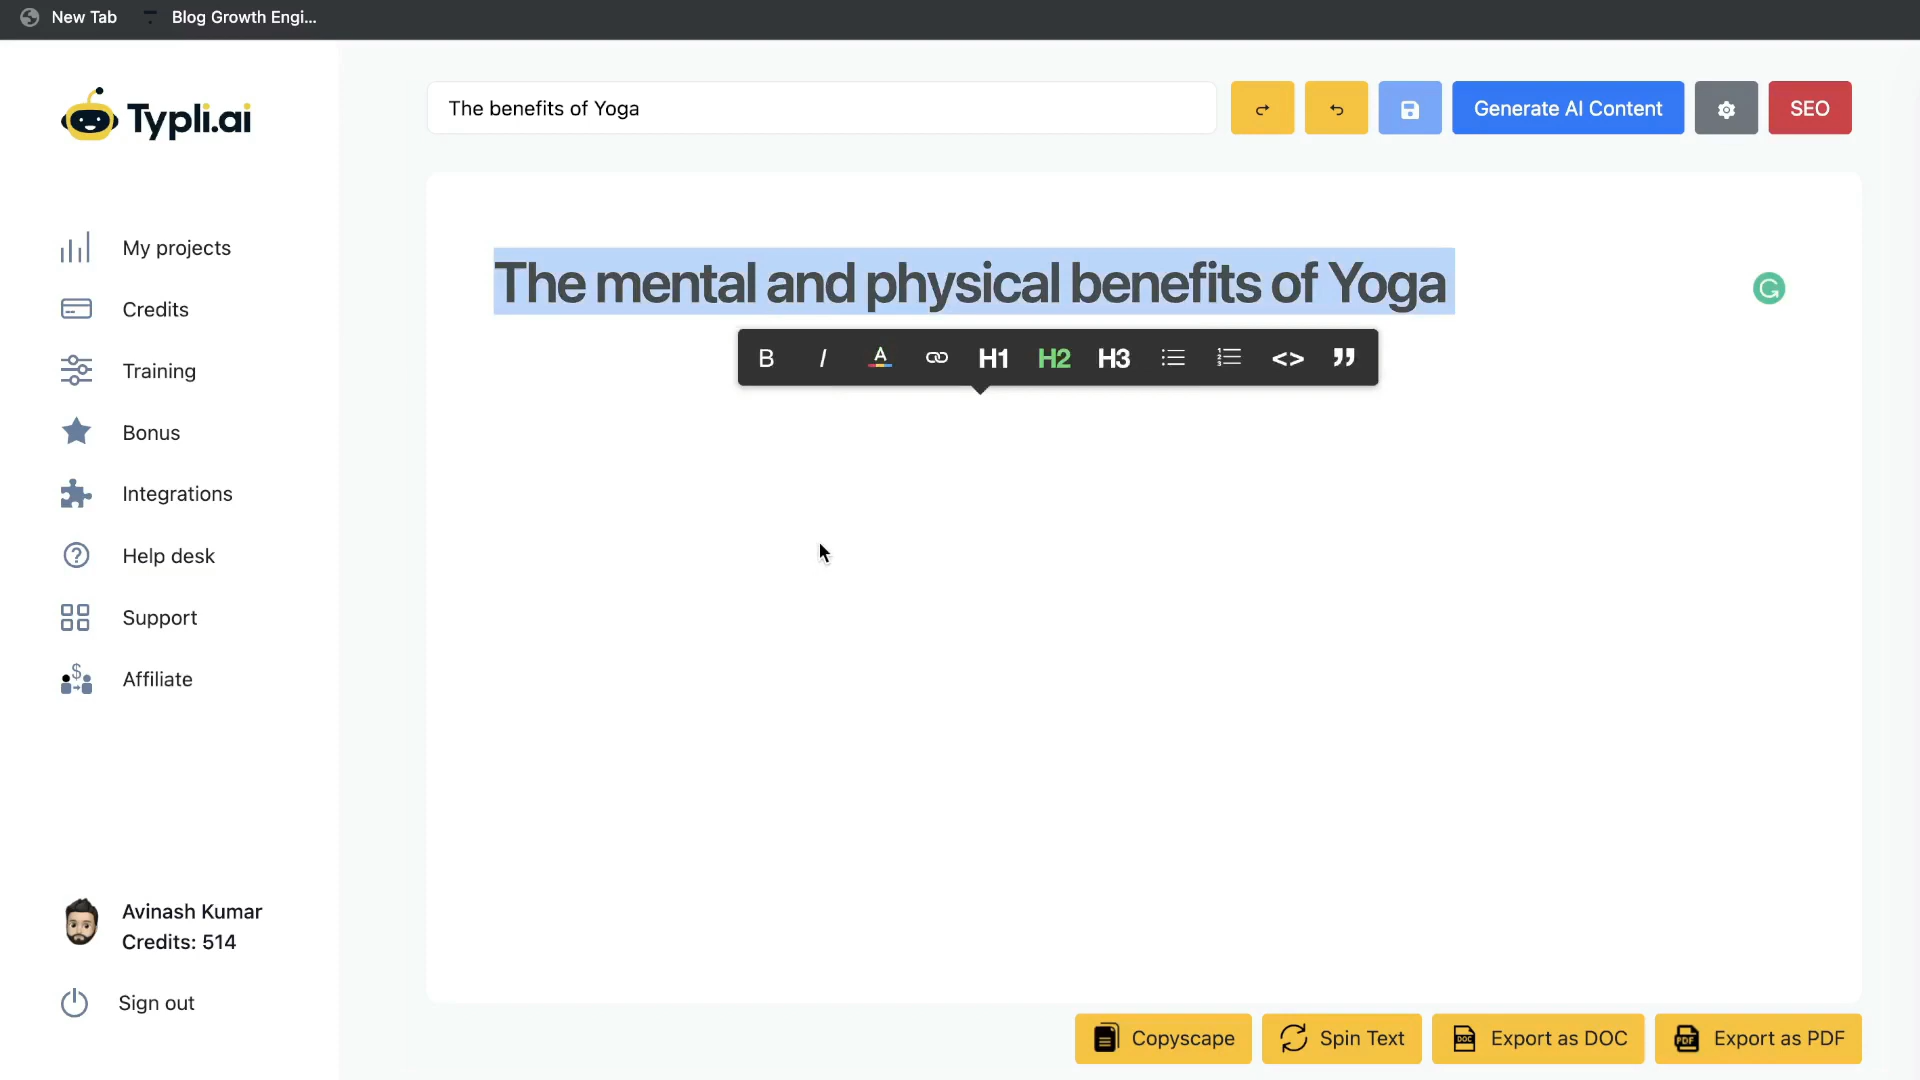 New Tab
Blog Growth Engi...
Typli.ai
The benefits of Yoga
Generate AI Content
SEO
My projects
Credits
Training
Bonus
Integrations
Help desk
Support
Affiliate
The mental and physical benefits of Yoga
B I A H1 H2 H3 <> "
Avinash Kumar
Credits: 514
Sign out
Copyscape
Spin Text
DOC Export as DOC
PDF Export as PDF